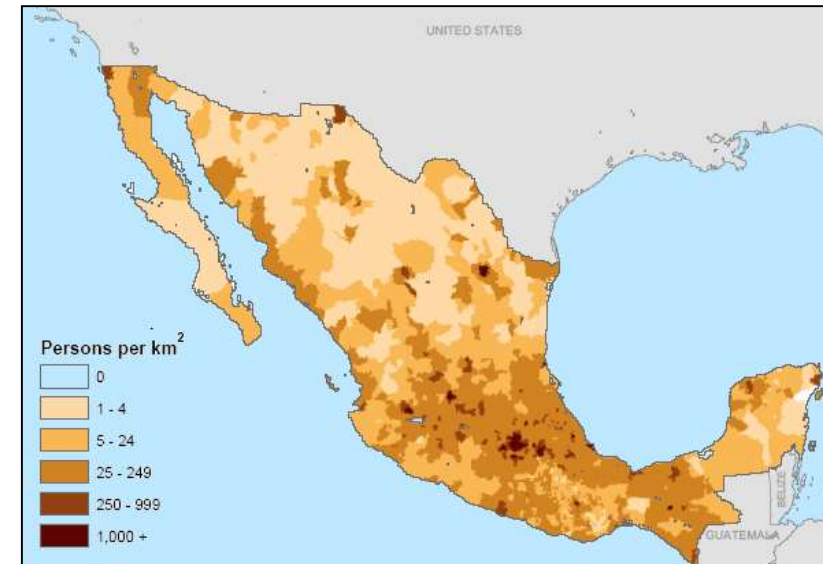 UNITED STATES
Persons per km²
0
1 - 4
5 - 24
25 - 249
250 - 999
1,000 +
BELIZE
GUATEMALA